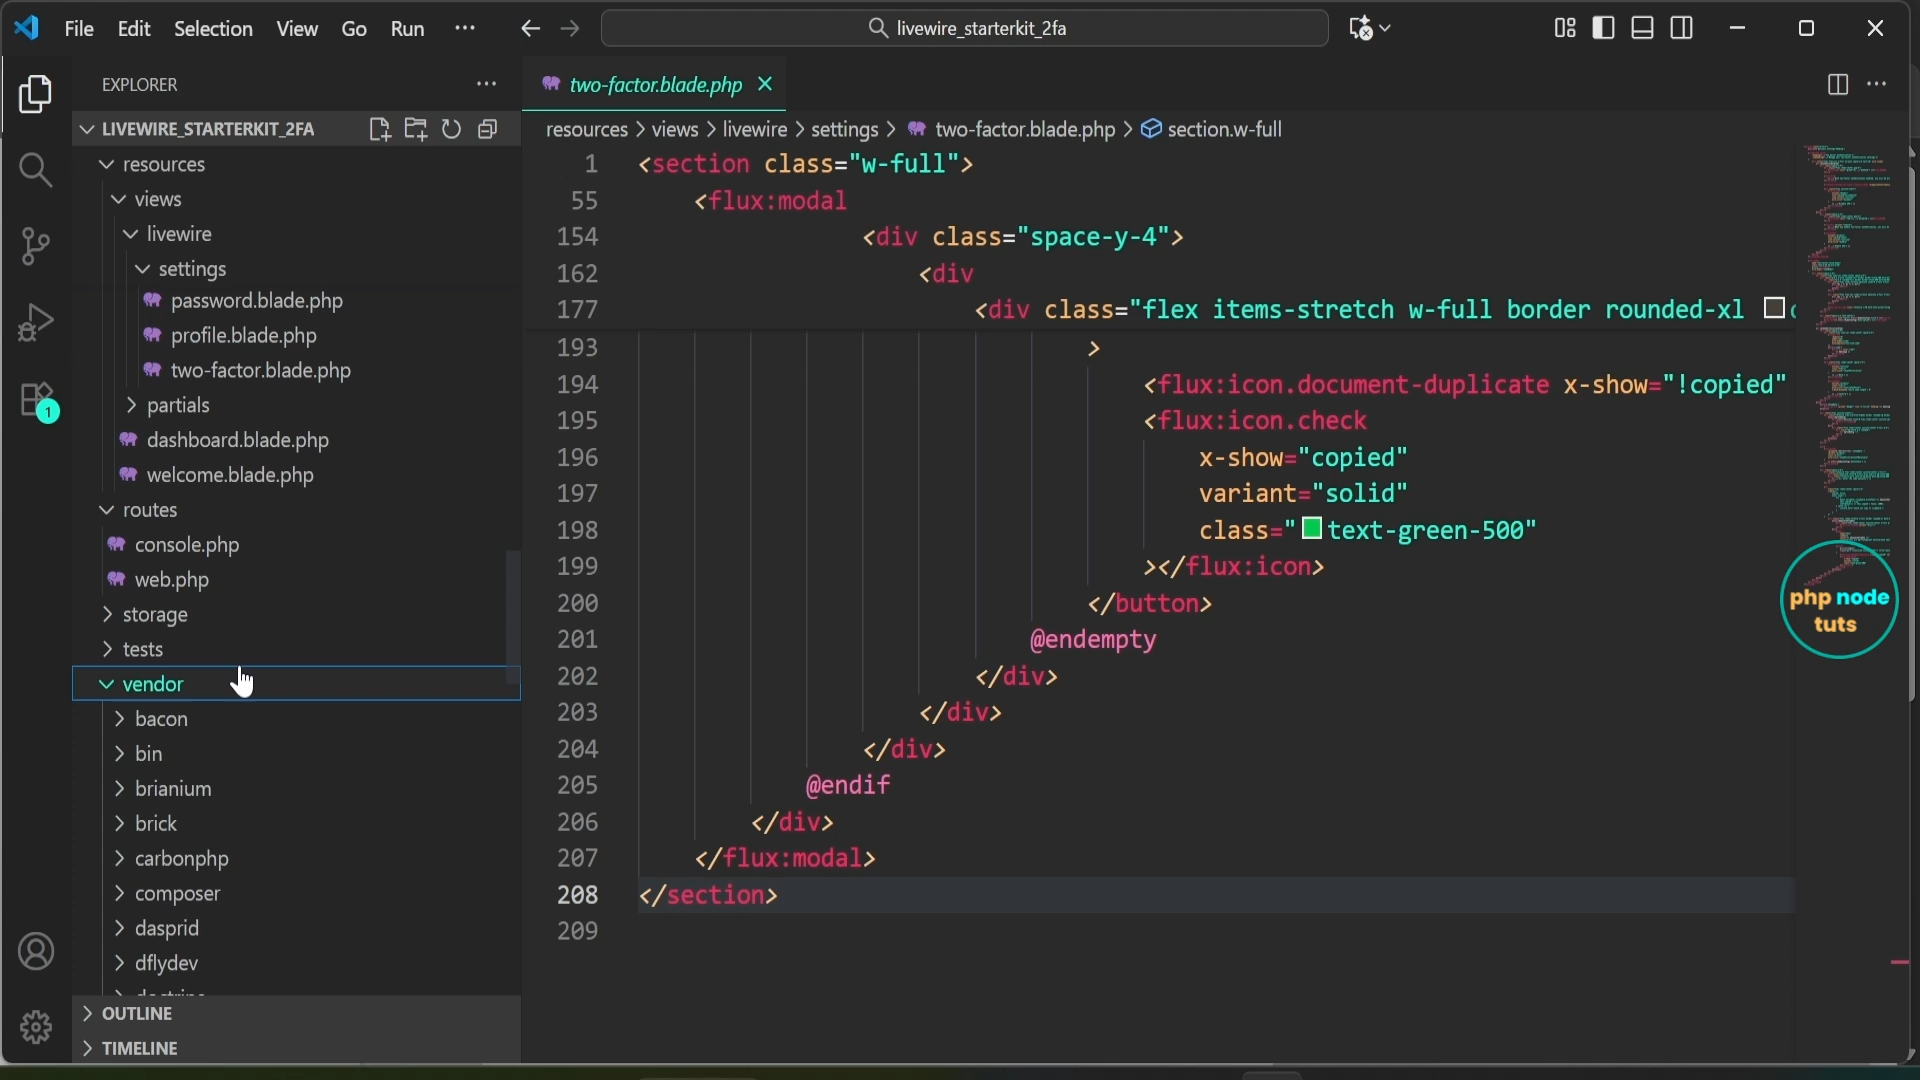 File Edit Selection View Go Run ···
livewire_starterkit_2fa
EXPLORER
LIVEWIRE_STARTERKIT_2FA
resources
views
livewire
settings
password.blade.php
profile.blade.php
two-factor.blade.php
partials
dashboard.blade.php
welcome.blade.php
routes
console.php
web.php
storage
tests
vendor
bacon
bin
brianium
brick
carbonphp
composer
dasprid
dflydev
OUTLINE
TIMELINE
1
two-factor.blade.php
resources > views > livewire > settings > two-factor.blade.php > section.w-full
1 <section class="w-full">
55 <flux:modal
154 <div class="space-y-4">
162 <div
177 <div class="flex items-stretch w-full border rounded-xl
193 >
194 <flux:icon.document-duplicate x-show="!copied"
195 <flux:icon.check
196 x-show="copied"
197 variant="solid"
198 class="text-green-500"
199 ></flux:icon>
200 </button>
201 @endempty
202 </div>
203 </div>
204 </div>
205 @endif
206 </div>
207 </flux:modal>
208 </section>
209
php node
tuts